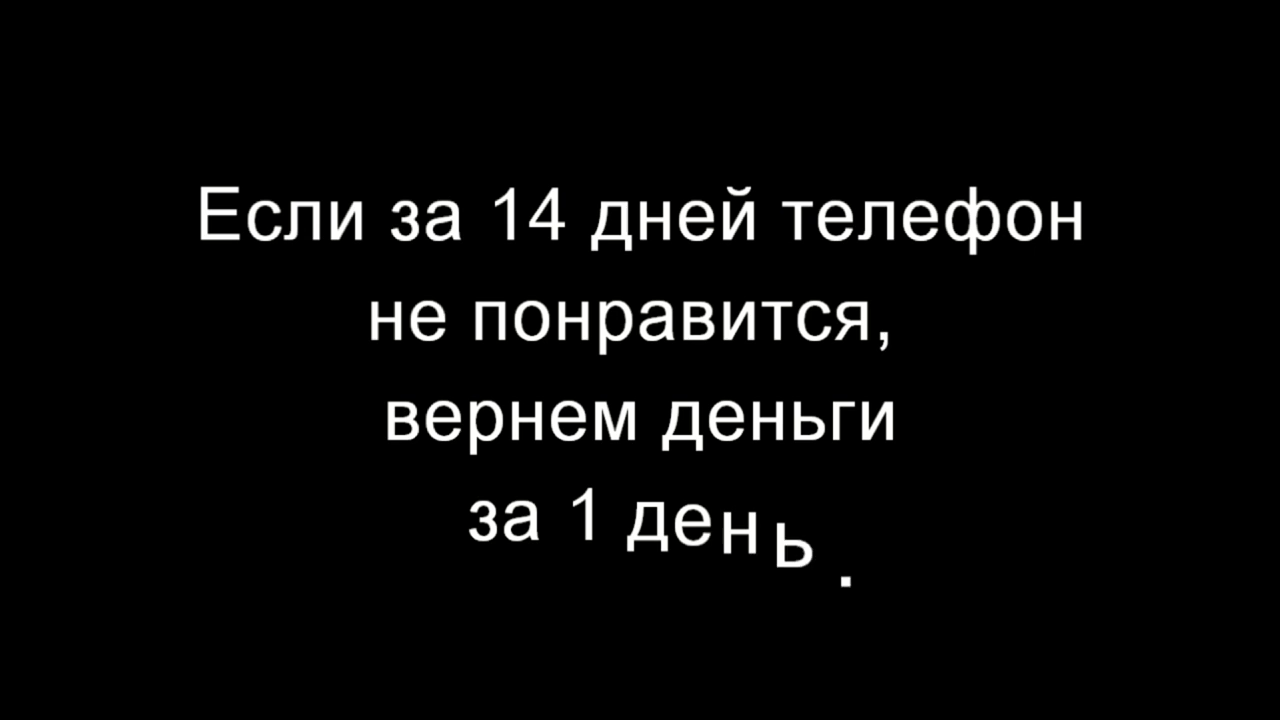 Если за 14 дней телефон
не понравится,
вернем деньги
за 1 день.